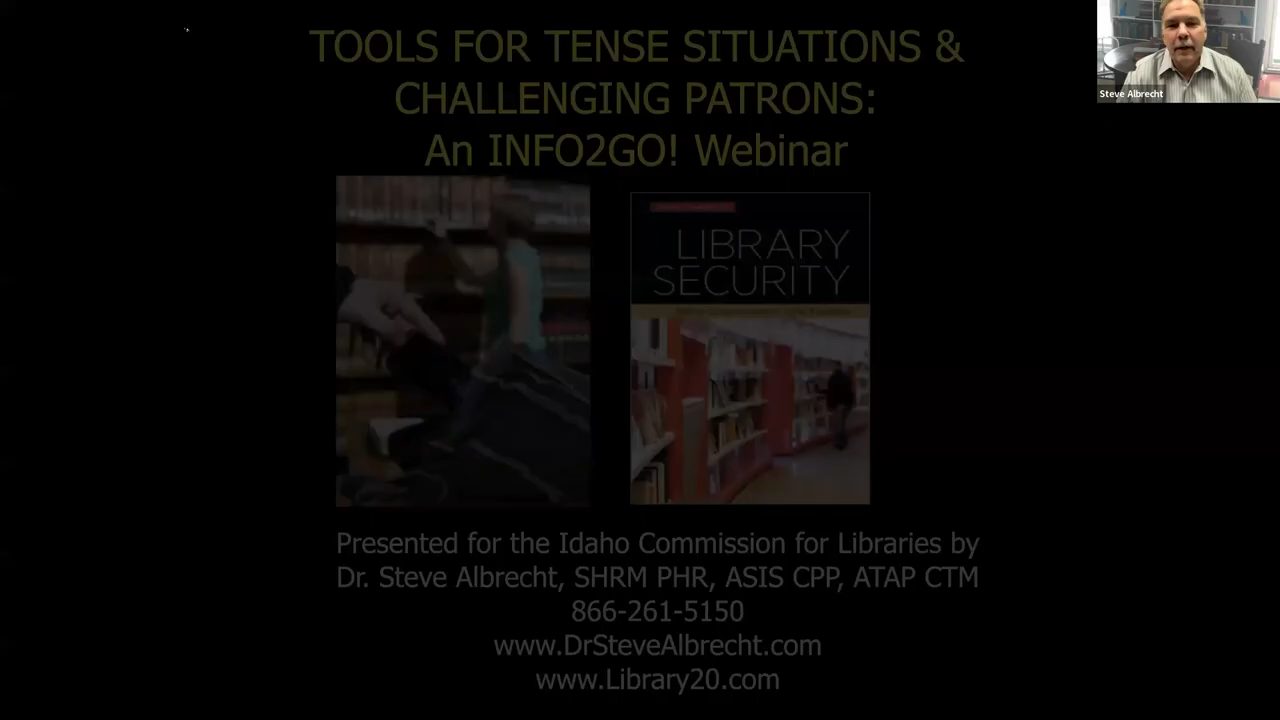 TOOLS FOR TENSE SITUATIONS &
CHALLENGING PATRONS:
An INFO2GO! Webinar
Steve Albrecht
LIBRARY
SECURITY
Presented for the Idaho Commission for Libraries by
Dr. Steve Albrecht, SHRM PHR, ASIS CPP, ATAP CTM
866-261-5150
www.DrSteveAlbrecht.com
www.Library20.com